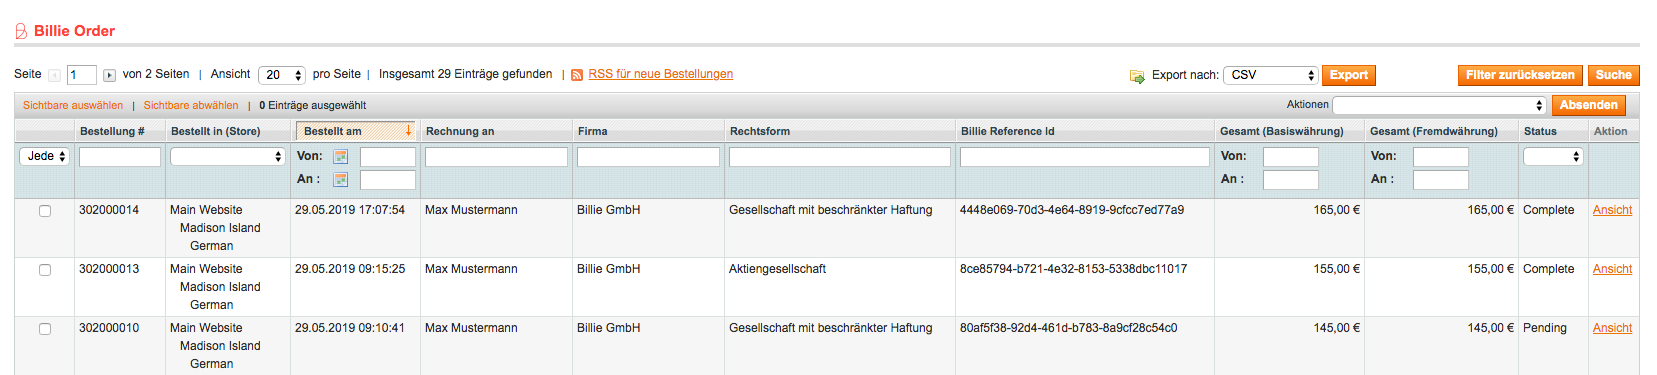 Billie Order
Seite 1 von 2 Seiten | Ansicht 20 pro Seite | Insgesamt 29 Einträge gefunden | RSS für neue Bestellungen Export nach: CSV Export Filter zurücksetzen Suche
Sichtbare auswählen | Sichtbare abwählen | 0 Einträge ausgewählt Aktionen Absenden
Bestellung # Bestellt in (Store) Bestellt am Rechnung an Firma Rechtsform Billie Reference Id Gesamt (Basiswährung) Gesamt (Fremdwährung) Status Aktion
Jede Von: Von: Von:
An : An : An :
302000014 Main Website 29.05.2019 17:07:54 Max Mustermann Billie GmbH Gesellschaft mit beschränkter Haftung 4448e069-70d3-4e64-8919-9cfcc7ed77a9 165,00 € 165,00 € Complete Ansicht
Madison Island
German
302000013 Main Website 29.05.2019 09:15:25 Max Mustermann Billie GmbH Aktiengesellschaft 8ce85794-b721-4e32-8153-5338dbc11017 155,00 € 155,00 € Complete Ansicht
Madison Island
German
302000010 Main Website 29.05.2019 09:10:41 Max Mustermann Billie GmbH Gesellschaft mit beschränkter Haftung 80af5f38-92d4-461d-b783-8a9cf28c54c0 145,00 € 145,00 € Pending Ansicht
Madison Island
German